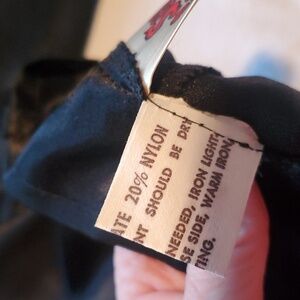 ATE 20% NYLON
NT SHOULD BE DRY
NEEDED, IRON LIGHT
SE SIDE, WARM IRON
TING.